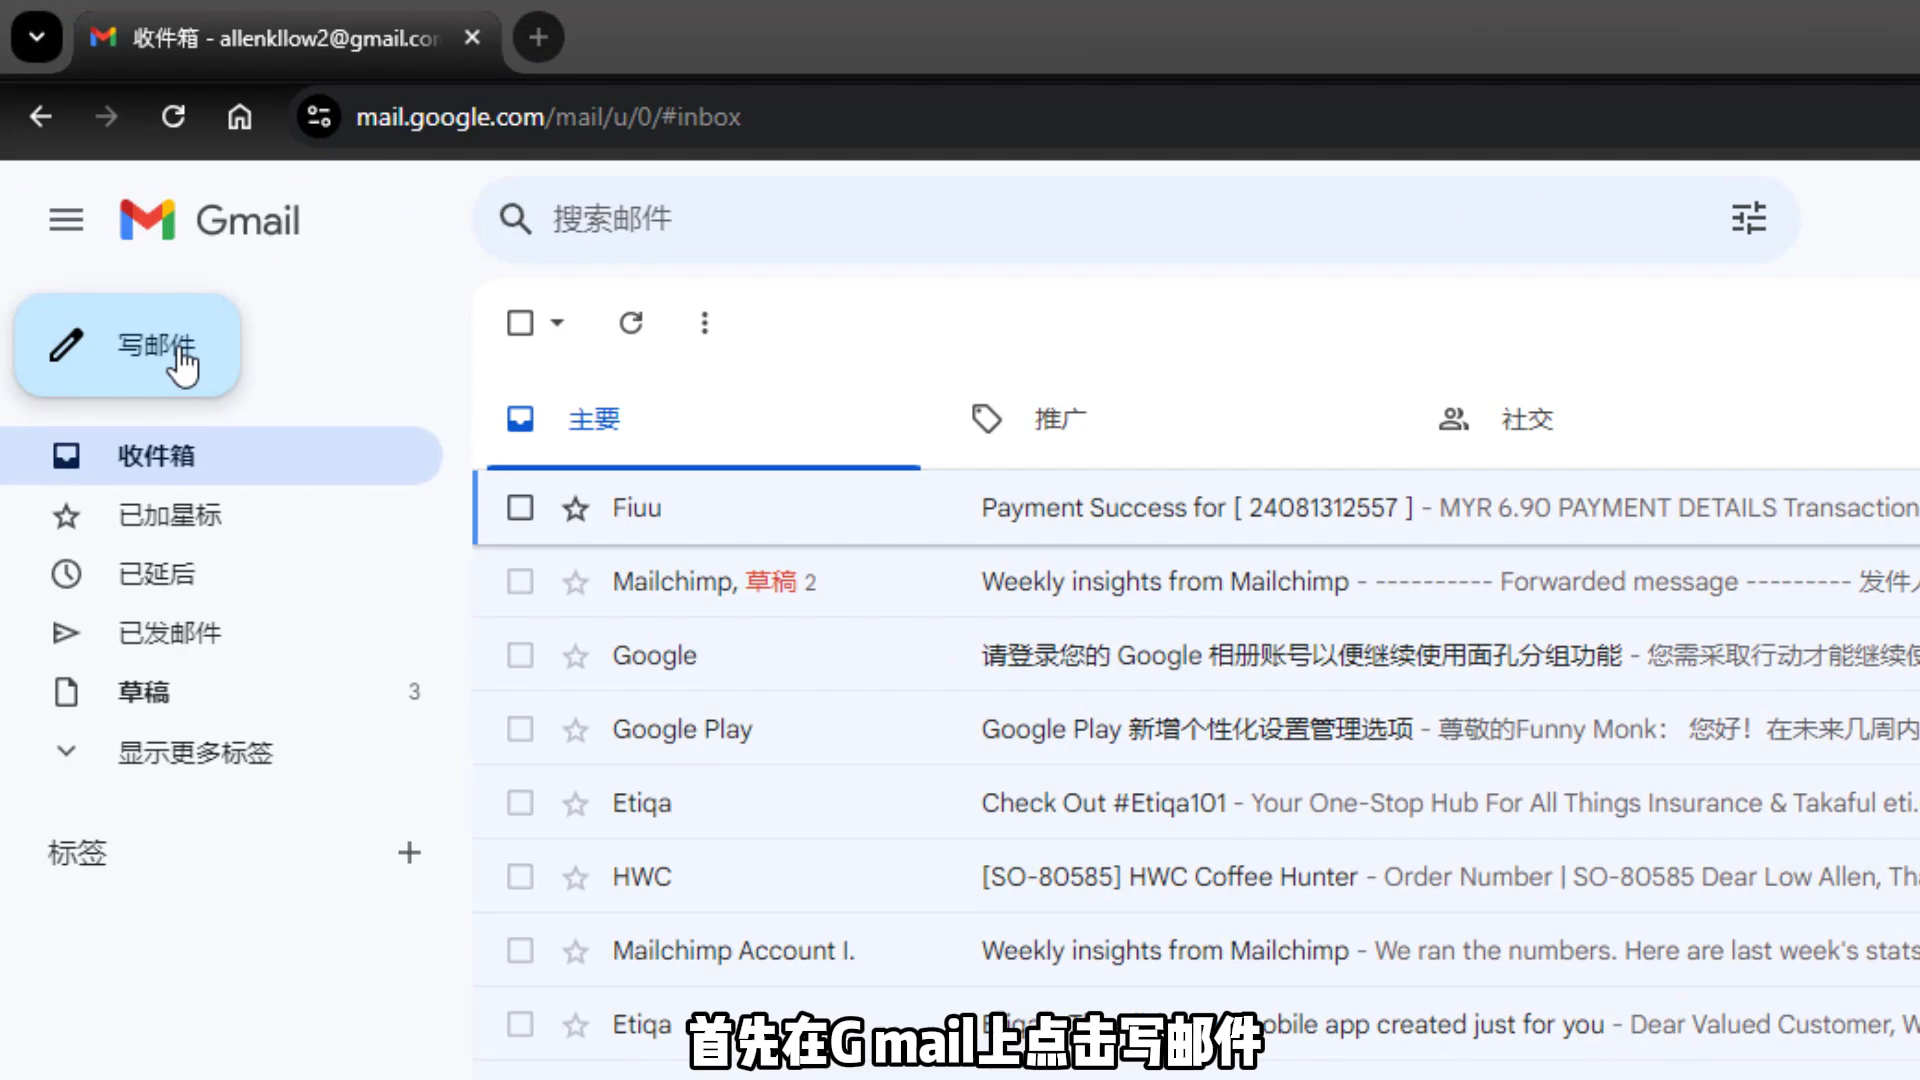 收件箱 - allenkllow2@gmail.co
mail.google.com/mail/u/0/#inbox
Gmail
搜索邮件
写邮件
主要
推广
社交
收件箱
已加星标
已延后
已发邮件
草稿 3
显示更多标签
标签
Fiuu Payment Success for [ 24081312557 ] - MYR 6.90 PAYMENT DETAILS Transaction
Mailchimp, 草稿 2 Weekly insights from Mailchimp - ---------- Forwarded message --------- 发件
Google 请登录您的 Google 相册账号以便继续使用面孔分组功能 - 您需采取行动才能继续
Google Play Google Play 新增个性化设置管理选项 - 尊敬的Funny Monk： 您好！在未来几周内
Etiqa Check Out #Etiqa101 - Your One-Stop Hub For All Things Insurance & Takaful eti.
HWC [SO-80585] HWC Coffee Hunter - Order Number | SO-80585 Dear Low Allen, Th
Mailchimp Account I. Weekly insights from Mailchimp - We ran the numbers. Here are last week's stats
Etiqa obile app created just for you - Dear Valued Customer, W
首先在Gmail上点击写邮件